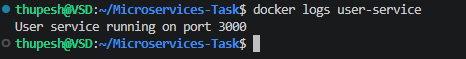 thupesh@VSD:~/Microservices-Task$ docker logs user-service
User service running on port 3000
thupesh@VSD:~/Microservices-Task$